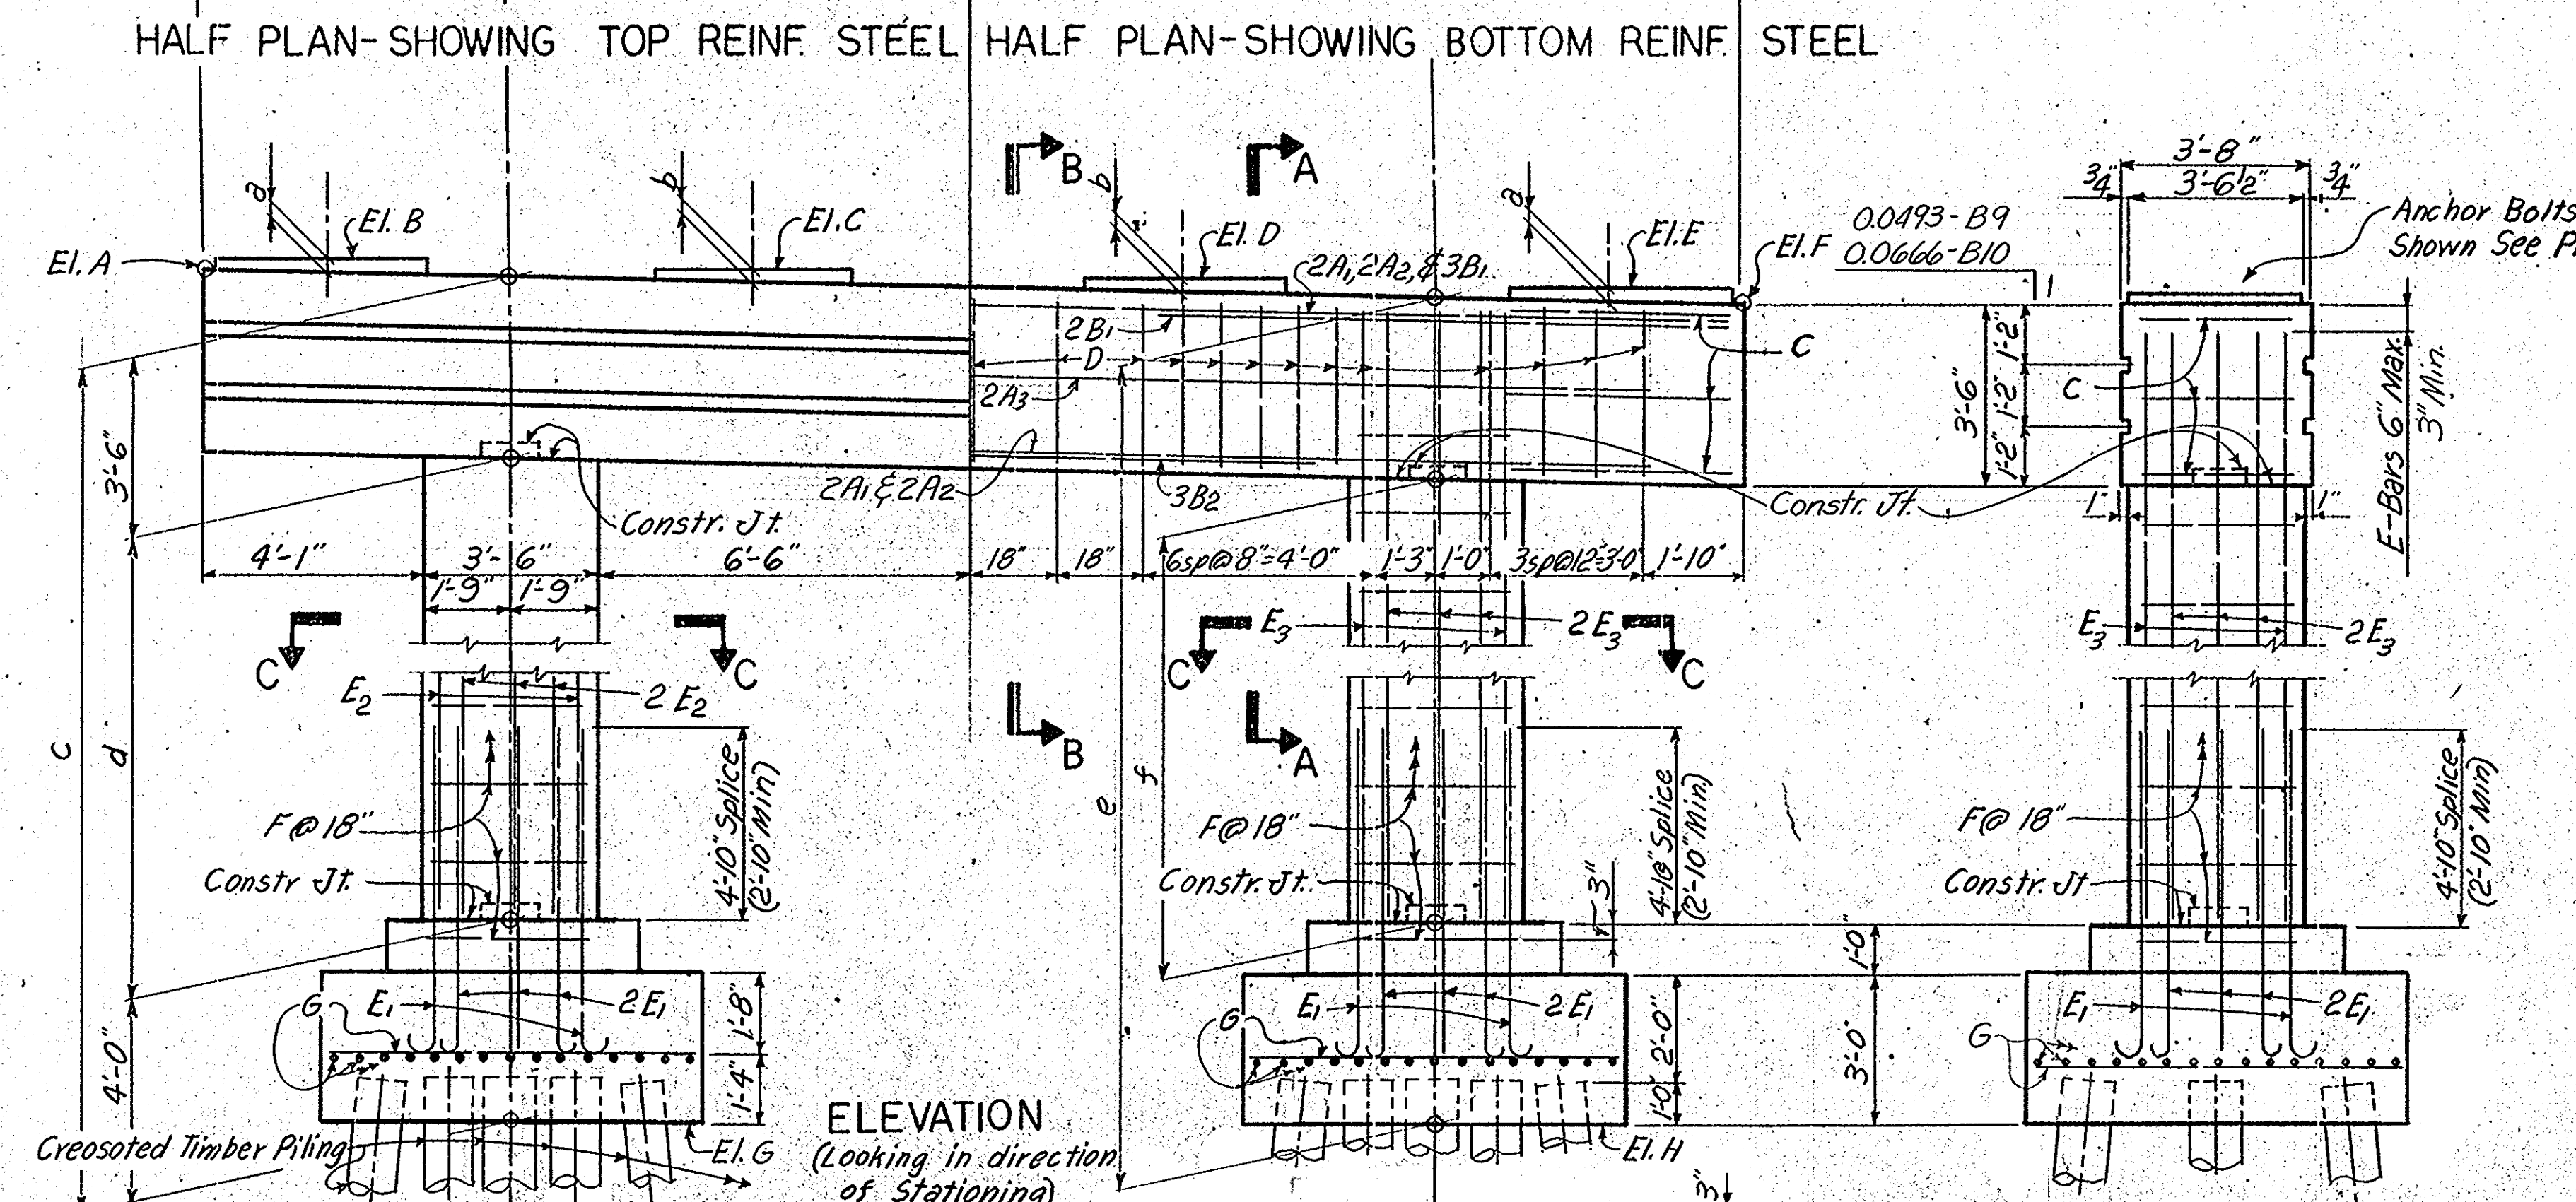 HALF PLAN-SHOWING TOP REINF. STEEL
HALF PLAN-SHOWING BOTTOM REINF. STEEL
B
A
a
b
b
a
El. A
El. B
El. C
El. D
El. E
El. F
0.0493-B9
0.0666-B10
1
3'-8"
3/4"
3'-6½"
3/4"
Anchor Bolts
Shown See
2A1, 2A2, & 3B1
2B1
D
2A3
C
C
3'-6"
1'-2"
1'-2"
1'-2"
E-Bars 6" Max.
3" Min.
3'-6"
2A1 & 2A2
3B2
Constr. Jt.
Constr. Jt.
1"
1"
4'-1"
3'-6"
6'-6"
18"
18"
6sp@8"=4'-0"
1'-3"
1'-0"
3sp@12"=3'-0"
1'-10"
1'-9"
1'-9"
C
C
C
C
E3
2E3
E3
2E3
E2
2E2
B
A
c
d
e
f
4'-10" Splice
(2'-10" Min)
4'-10" Splice
(2'-10" Min.)
4'-10" Splice
(2'-10" Min)
F@18"
F@18"
F@18"
Constr Jt.
Constr. Jt.
Constr. Jt
3"
1'-0"
G
E1
2E1
1'-8"
1'-4"
G
E1
2E1
2'-0"
1'-0"
3'-0"
G
E1
2E1
4'-0"
Creosoted Timber Piling
El. G
El. H
ELEVATION
(Looking in direction
of Stationing)
3"